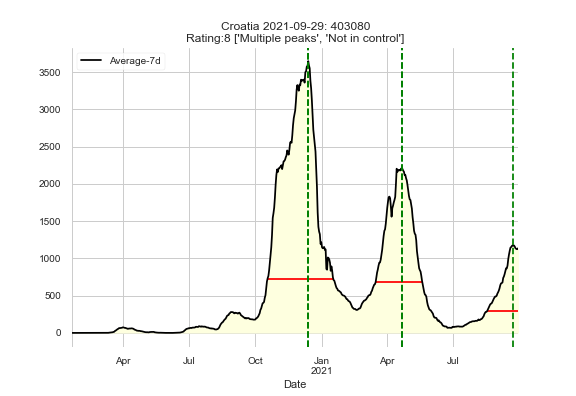 Croatia 2021-09-29: 403080
Rating:8 ['Multiple peaks', 'Not in control']
Average-7d
3500
3000
2500
2000
1500
1000
500
0
Apr Jul Oct Jan Apr Jul
2021
Date